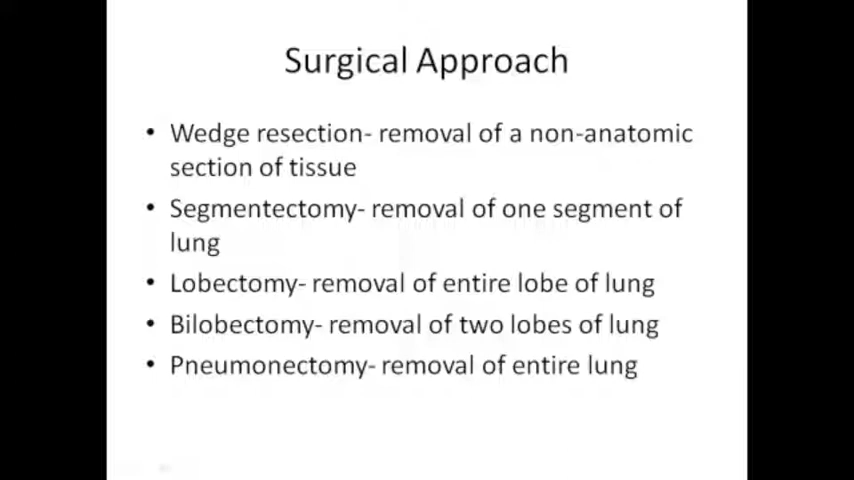 Surgical Approach
• Wedge resection- removal of a non-anatomic
section of tissue
• Segmentectomy- removal of one segment of
lung
• Lobectomy- removal of entire lobe of lung
• Bilobectomy- removal of two lobes of lung
• Pneumonectomy- removal of entire lung